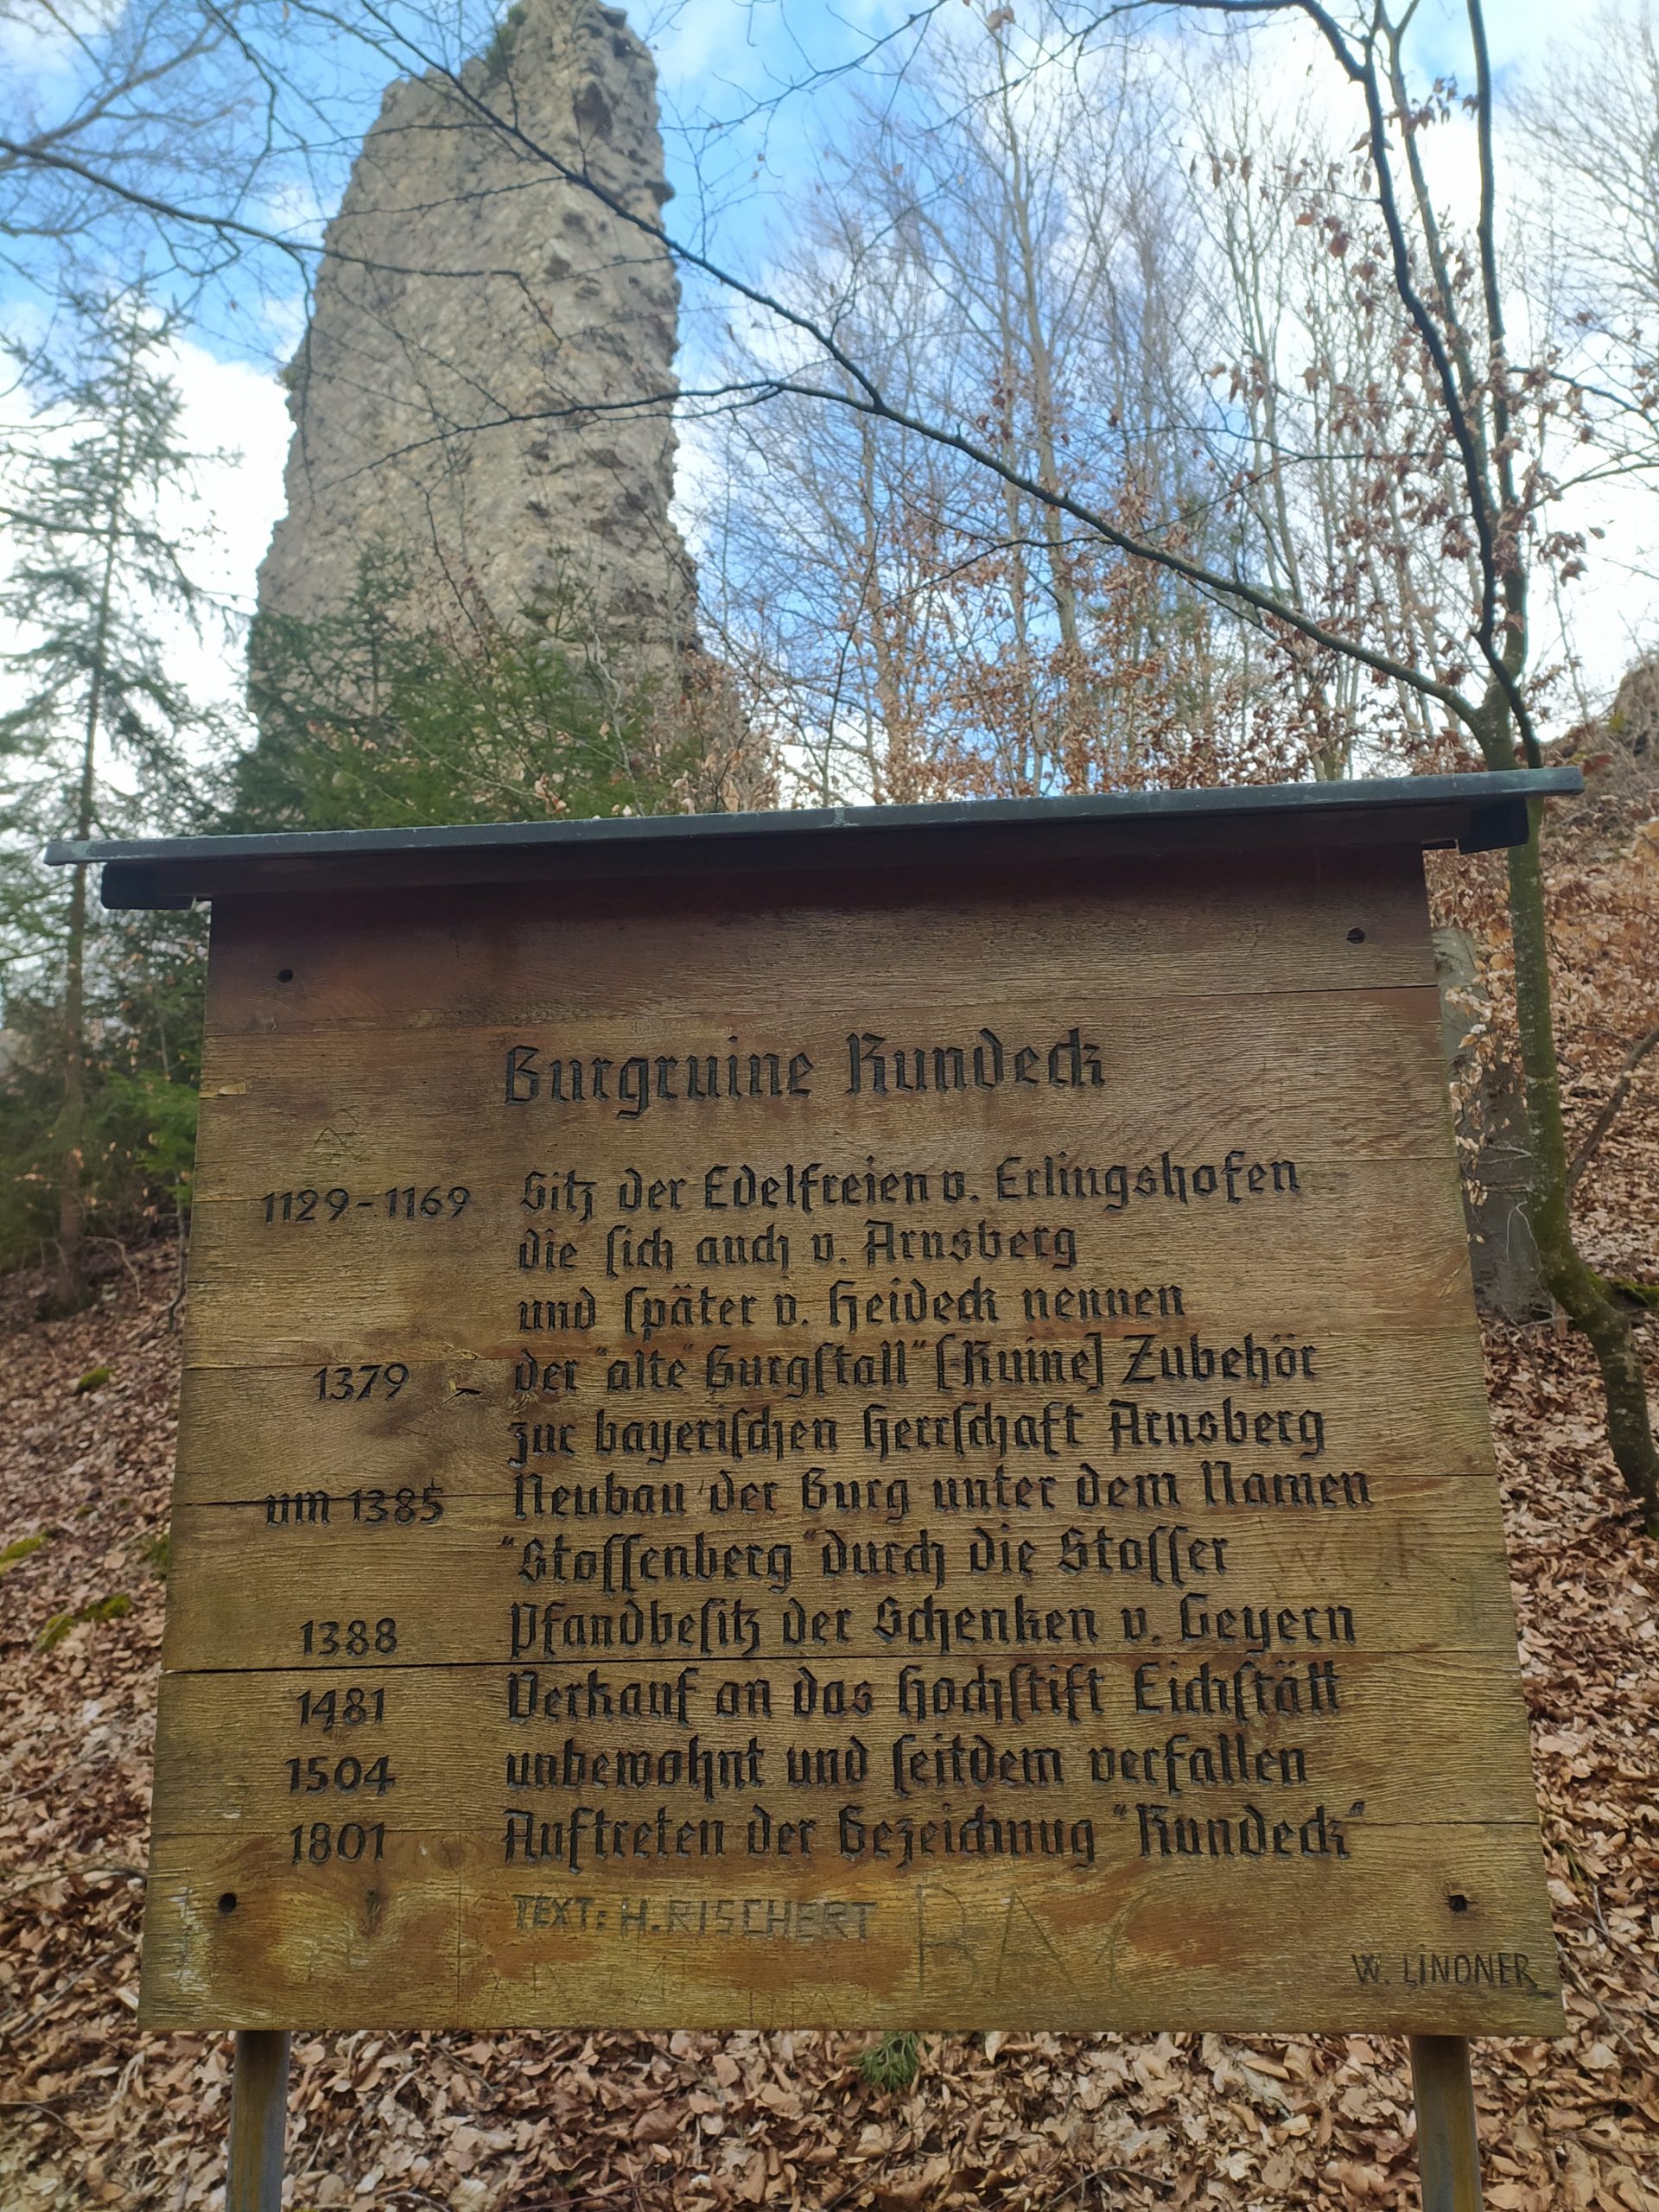 Burgruine Rundeck
1129-1169 Sitz der Edelfreien v. Erlingshofen
die sich auch v. Arnsberg
und später v. Heideck nennen
1379 der "alte Burgstall" [-Ruine] Zubehör
zur bayerischen Herrschaft Arnsberg
um 1385 Neubau der Burg unter dem Namen
"Stossenberg" durch die Stosser
1388 Pfandbesitz der Schenken v. Geyern
1481 Verkauf an das Hochstift Eichstätt
1504 unbewohnt und seitdem verfallen
1801 Auftreten der Bezeichnug "Rundeck"
TEXT: H. RISCHERT
W. LINDNER